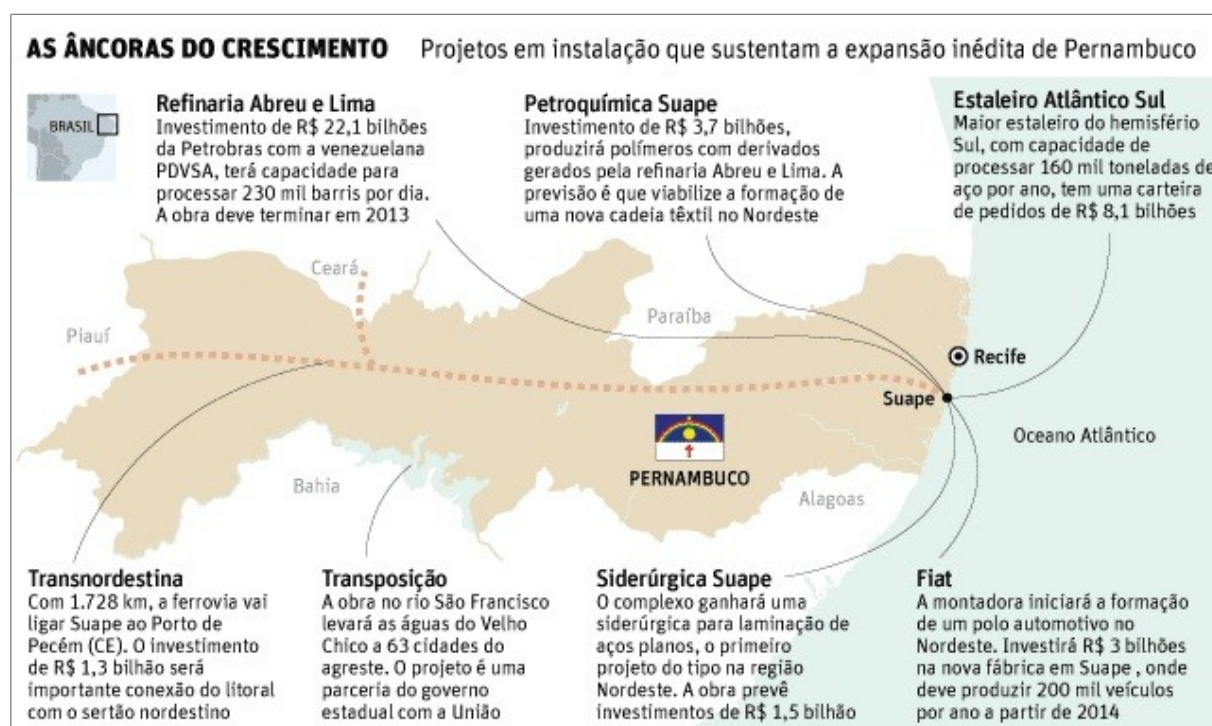 AS ÂNCORAS DO CRESCIMENTO Projetos em instalação que sustentam a expansão inédita de Pernambuco
BRASIL
Refinaria Abreu e Lima
Investimento de R$ 22,1 bilhões
da Petrobras com a venezuelana
PDVSA, terá capacidade para
processar 230 mil barris por dia.
A obra deve terminar em 2013
Petroquímica Suape
Investimento de R$ 3,7 bilhões,
produzirá polímeros com derivados
gerados pela refinaria Abreu e Lima. A
previsão é que viabilize a formação de
uma nova cadeia têxtil no Nordeste
Estaleiro Atlântico Sul
Maior estaleiro do hemisfério
Sul, com capacidade de
processar 160 mil toneladas de
aço por ano, tem uma carteira
de pedidos de R$ 8,1 bilhões
Ceará
Piauí
Paraíba
Recife
Suape
Oceano Atlântico
PERNAMBUCO
Bahia
Alagoas
Transnordestina
Com 1.728 km, a ferrovia vai
ligar Suape ao Porto de
Pecém (CE). O investimento
de R$ 1,3 bilhão será
importante conexão do litoral
com o sertão nordestino
Transposição
A obra no rio São Francisco
levará as águas do Velho
Chico a 63 cidades do
agreste. O projeto é uma
parceria do governo
estadual com a União
Siderúrgica Suape
O complexo ganhará uma
siderúrgica para laminação de
aços planos, o primeiro
projeto do tipo na região
Nordeste. A obra prevê
investimentos de R$ 1,5 bilhão
Fiat
A montadora iniciará a formação
de um polo automotivo no
Nordeste. Investirá R$ 3 bilhões
na nova fábrica em Suape , onde
deve produzir 200 mil veículos
por ano a partir de 2014